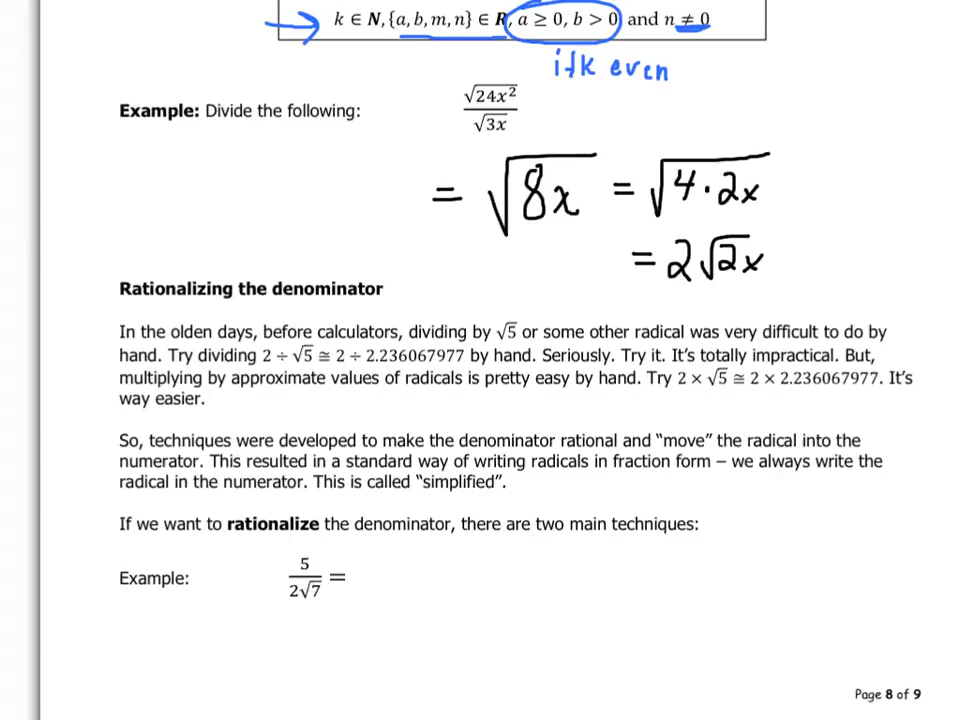 k ∈ N, {a, b, m, n} ∈ R, a ≥ 0, b > 0 and n ≠ 0
if k even
Example: Divide the following: √24x² / √3x
= √8x = √4·2x
= 2√2x
Rationalizing the denominator
In the olden days, before calculators, dividing by √5 or some other radical was very difficult to do by
hand. Try dividing 2 ÷ √5 ≅ 2 ÷ 2.236067977 by hand. Seriously. Try it. It's totally impractical. But,
multiplying by approximate values of radicals is pretty easy by hand. Try 2 × √5 ≅ 2 × 2.236067977. It's
way easier.
So, techniques were developed to make the denominator rational and “move” the radical into the
numerator. This resulted in a standard way of writing radicals in fraction form – we always write the
radical in the numerator. This is called “simplified”.
If we want to rationalize the denominator, there are two main techniques:
Example: 5 / 2√7 =
Page 8 of 9